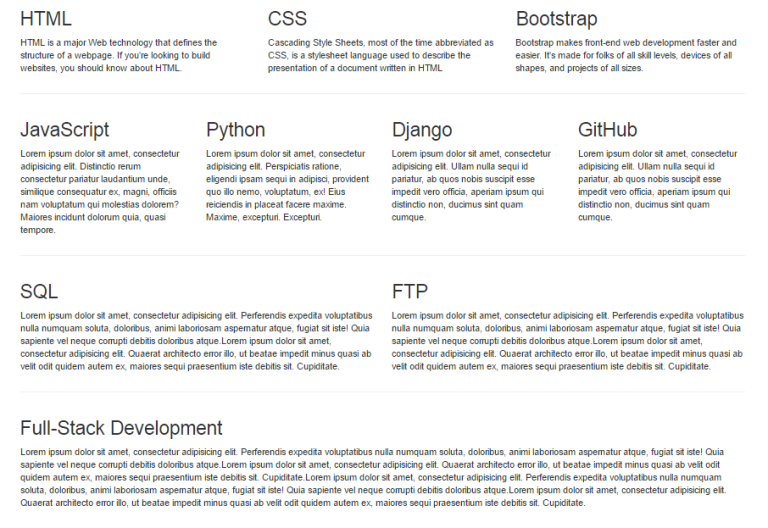 HTML
HTML is a major Web technology that defines the
structure of a webpage. If you're looking to build
websites, you should know about HTML.
CSS
Cascading Style Sheets, most of the time abbreviated as
CSS, is a stylesheet language used to describe the
presentation of a document written in HTML
Bootstrap
Bootstrap makes front-end web development faster and
easier. It's made for folks of all skill levels, devices of all
shapes, and projects of all sizes.
JavaScript
Lorem ipsum dolor sit amet, consectetur
adipisicing elit. Distinctio rerum
consectetur pariatur laudantium unde,
similique consequatur ex, magni, officiis
nam voluptatum qui molestias dolorem?
Maiores incidunt dolorum quia, quasi
tempore.
Python
Lorem ipsum dolor sit amet, consectetur
adipisicing elit. Perspiciatis ratione,
eligendi ipsam sequi in adipisci, provident
quo illo nemo, voluptatum, ex! Eius
reiciendis in placeat facere maxime.
Maxime, excepturi. Excepturi.
Django
Lorem ipsum dolor sit amet, consectetur
adipisicing elit. Ullam nulla sequi id
pariatur, ab quos nobis suscipit esse
impedit vero officia, aperiam ipsum qui
distinctio non, ducimus sint quam
cumque.
GitHub
Lorem ipsum dolor sit amet, consectetur
adipisicing elit. Ullam nulla sequi id
pariatur, ab quos nobis suscipit esse
impedit vero officia, aperiam ipsum qui
distinctio non, ducimus sint quam
cumque.
SQL
Lorem ipsum dolor sit amet, consectetur adipisicing elit. Perferendis expedita voluptatibus
nulla numquam soluta, doloribus, animi laboriosam aspernatur atque, fugiat sit iste! Quia
sapiente vel neque corrupti debitis doloribus atque.Lorem ipsum dolor sit amet,
consectetur adipisicing elit. Quaerat architecto error illo, ut beatae impedit minus quasi ab
velit odit quidem autem ex, maiores sequi praesentium iste debitis sit. Cupiditate.
FTP
Lorem ipsum dolor sit amet, consectetur adipisicing elit. Perferendis expedita voluptatibus
nulla numquam soluta, doloribus, animi laboriosam aspernatur atque, fugiat sit iste! Quia
sapiente vel neque corrupti debitis doloribus atque.Lorem ipsum dolor sit amet,
consectetur adipisicing elit. Quaerat architecto error illo, ut beatae impedit minus quasi ab
velit odit quidem autem ex, maiores sequi praesentium iste debitis sit. Cupiditate.
Full-Stack Development
Lorem ipsum dolor sit amet, consectetur adipisicing elit. Perferendis expedita voluptatibus nulla numquam soluta, doloribus, animi laboriosam aspernatur atque, fugiat sit iste! Quia
sapiente vel neque corrupti debitis doloribus atque.Lorem ipsum dolor sit amet, consectetur adipisicing elit. Quaerat architecto error illo, ut beatae impedit minus quasi ab velit odit
quidem autem ex, maiores sequi praesentium iste debitis sit. Cupiditate.Lorem ipsum dolor sit amet, consectetur adipisicing elit. Perferendis expedita voluptatibus nulla numquam
soluta, doloribus, animi laboriosam aspernatur atque, fugiat sit iste! Quia sapiente vel neque corrupti debitis doloribus atque.Lorem ipsum dolor sit amet, consectetur adipisicing elit.
Quaerat architecto error illo, ut beatae impedit minus quasi ab velit odit quidem autem ex, maiores sequi praesentium iste debitis sit. Cupiditate.